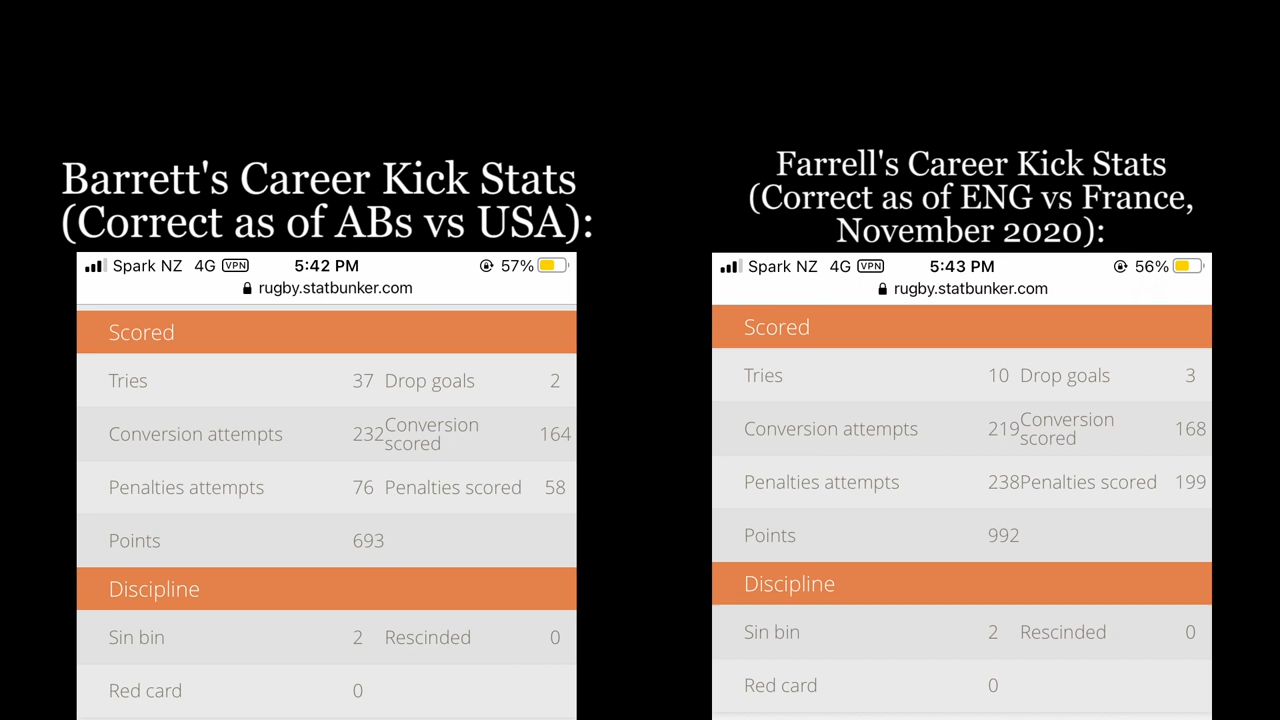 Barrett's Career Kick Stats
(Correct as of ABs vs USA):
Spark NZ 4G VPN 5:42 PM 57%
rugby.statbunker.com
Scored
Tries 37 Drop goals 2
Conversion attempts 232 Conversion scored 164
Penalties attempts 76 Penalties scored 58
Points 693
Discipline
Sin bin 2 Rescinded 0
Red card 0
Farrell's Career Kick Stats
(Correct as of ENG vs France,
November 2020):
Spark NZ 4G VPN 5:43 PM 56%
rugby.statbunker.com
Scored
Tries 10 Drop goals 3
Conversion attempts 219 Conversion scored 168
Penalties attempts 238 Penalties scored 199
Points 992
Discipline
Sin bin 2 Rescinded 0
Red card 0